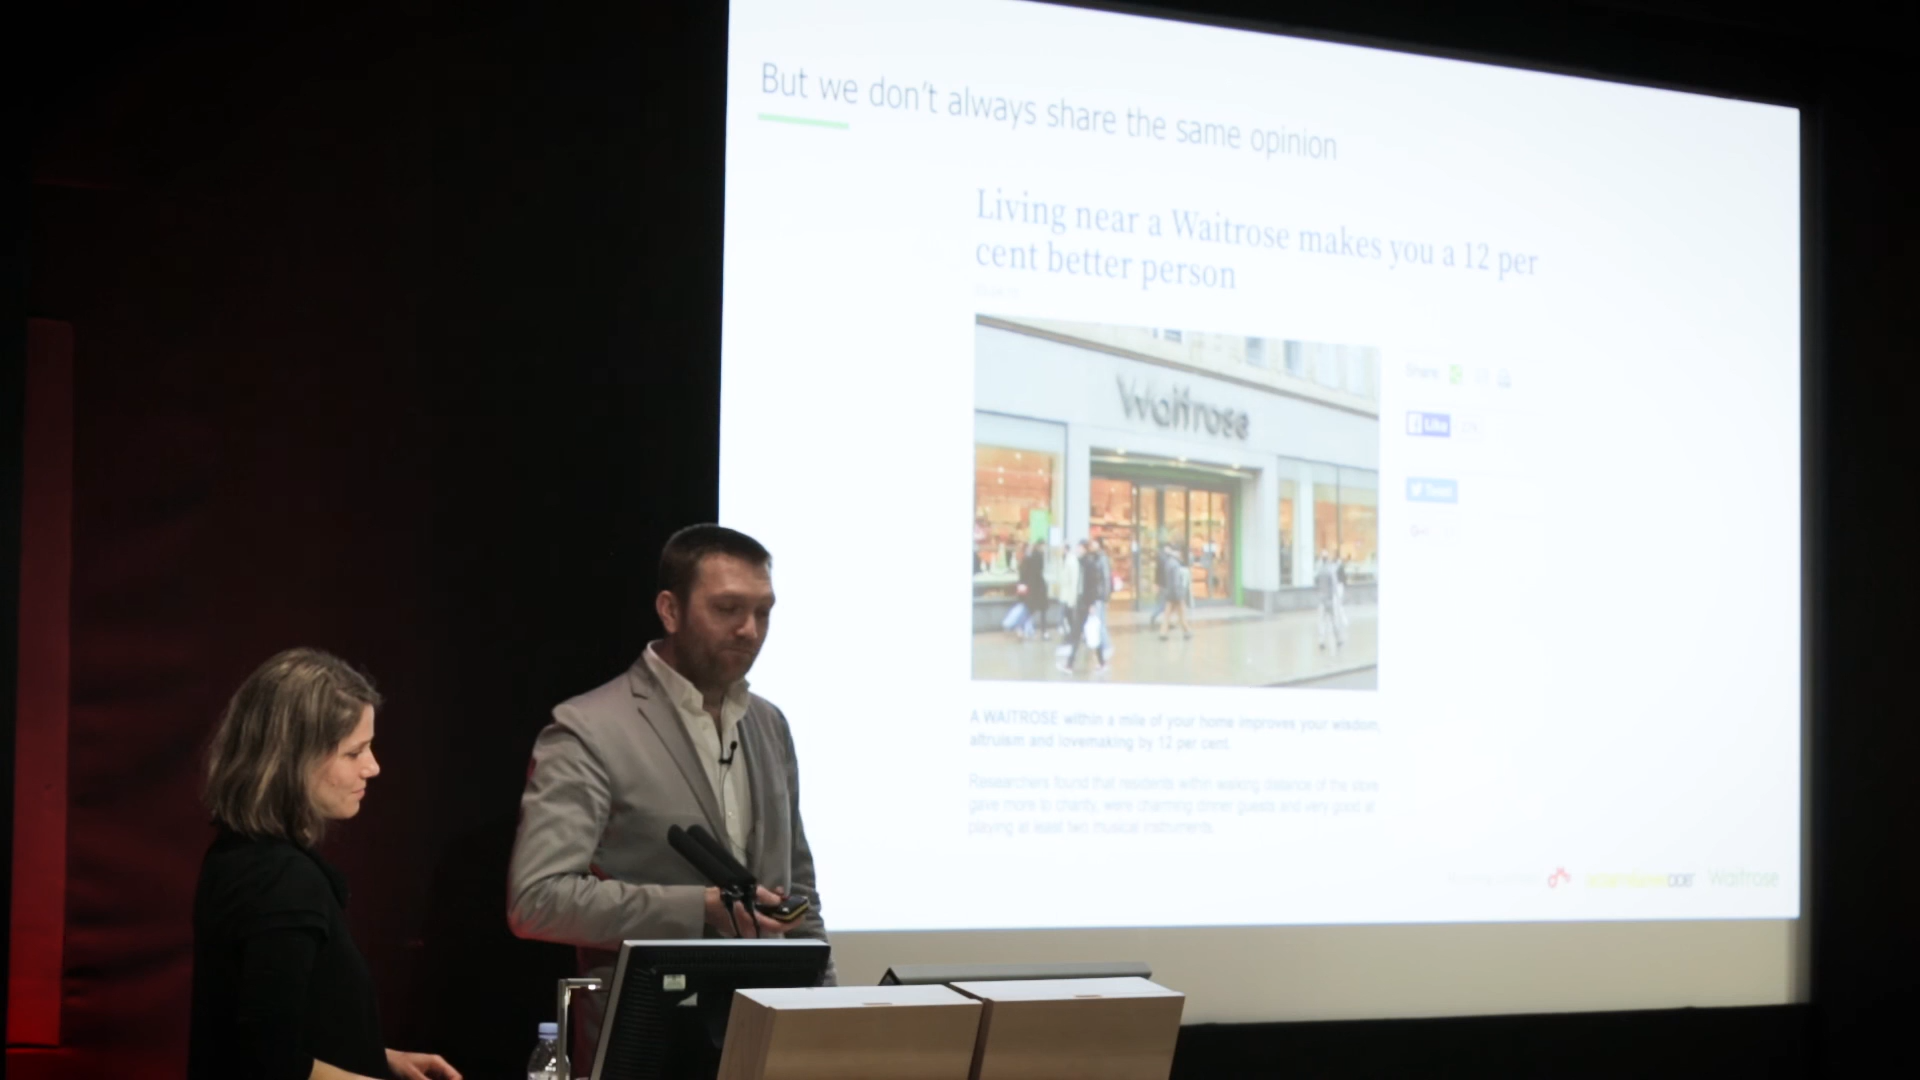 But we don't always share the same opinion
Living near a Waitrose makes you a 12 per
cent better person
Waitrose
Share
Like
Tweet
A WAITROSE within a mile of your home improves your wisdom,
altruism and lovemaking by 12 per cent.
Researchers found that residents within walking distance of the store
gave more to charity, were charming dinner guests and very good at
playing at least two musical instruments.
Waitrose